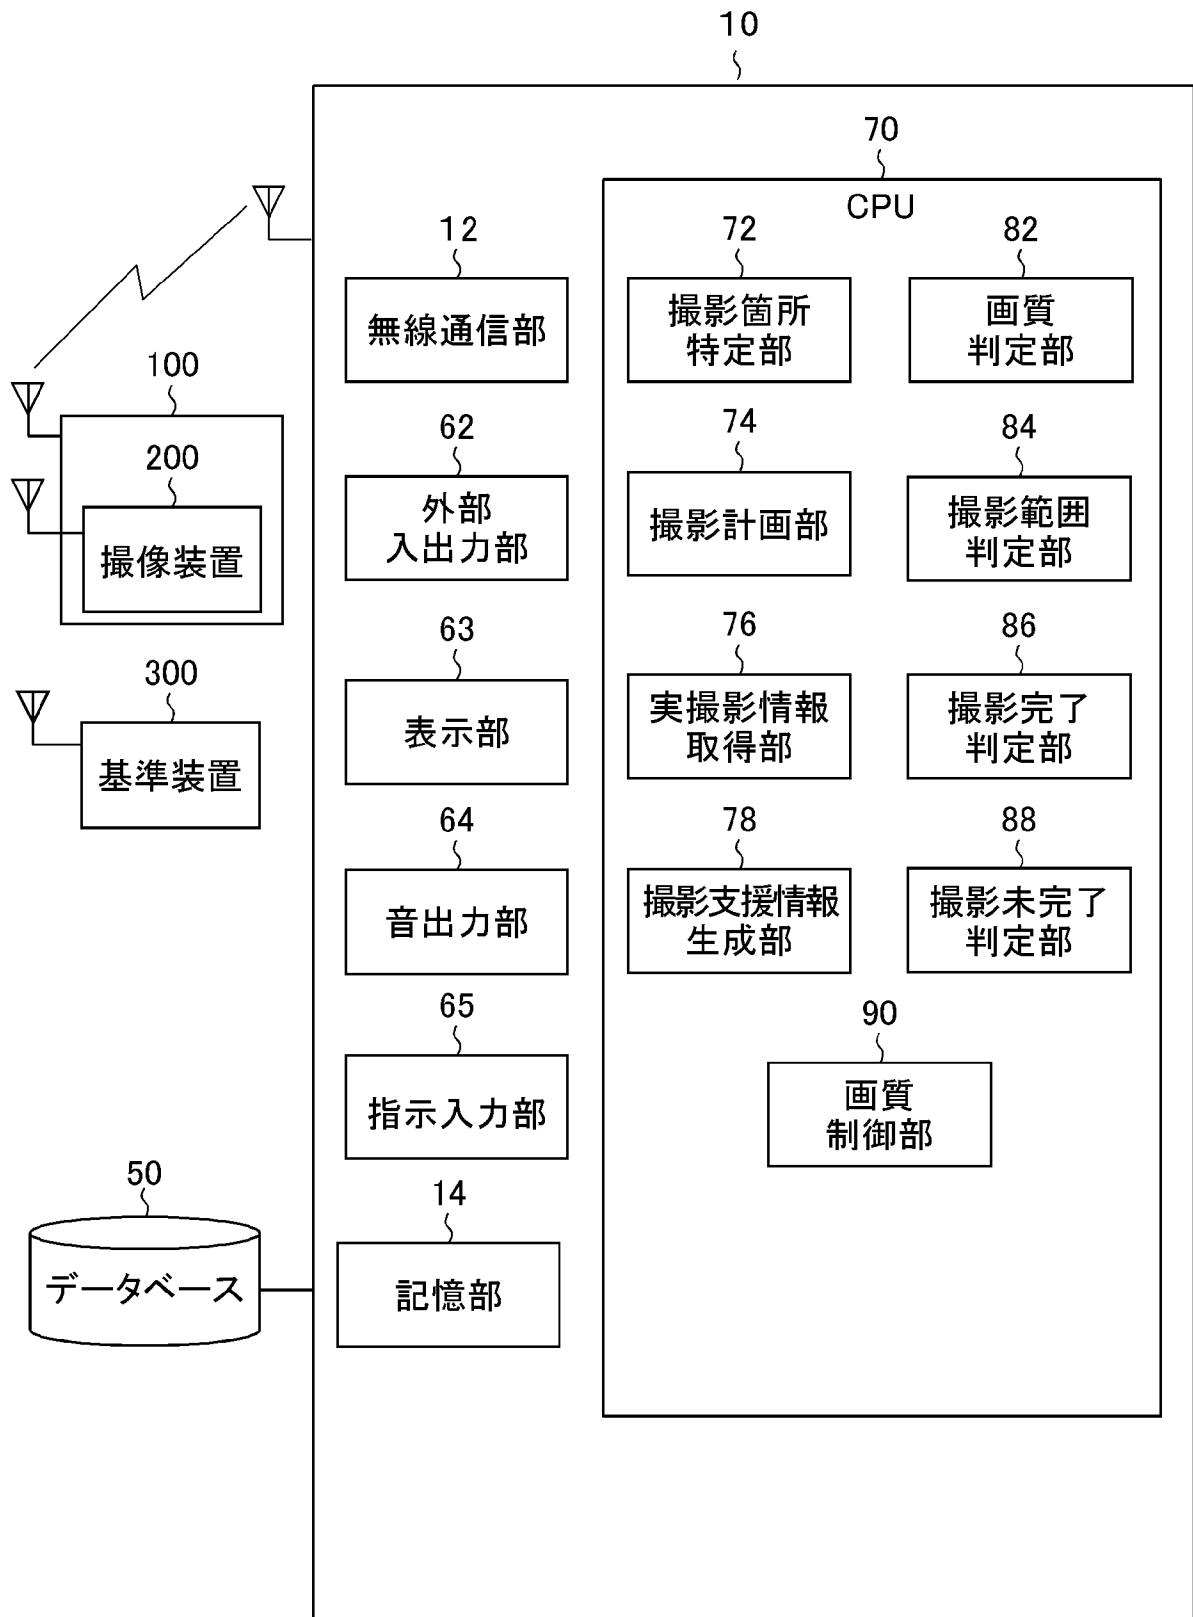 10
70
CPU
12
無線通信部
72
撮影箇所
特定部
82
画質
判定部
100
200
撮像装置
62
外部
入出力部
74
撮影計画部
84
撮影範囲
判定部
300
基準装置
63
表示部
76
実撮影情報
取得部
86
撮影完了
判定部
64
音出力部
78
撮影支援情報
生成部
88
撮影未完了
判定部
65
指示入力部
90
画質
制御部
50
データベース
14
記憶部